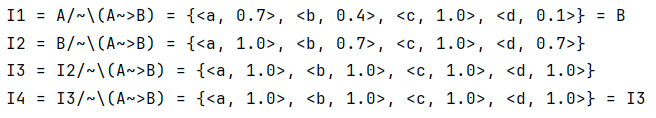 I1 = A/~\(A~>B) = {<a, 0.7>, <b, 0.4>, <c, 1.0>, <d, 0.1>} = B
I2 = B/~\(A~>B) = {<a, 1.0>, <b, 0.7>, <c, 1.0>, <d, 0.7>}
I3 = I2/~\(A~>B) = {<a, 1.0>, <b, 1.0>, <c, 1.0>, <d, 1.0>}
I4 = I3/~\(A~>B) = {<a, 1.0>, <b, 1.0>, <c, 1.0>, <d, 1.0>} = I3